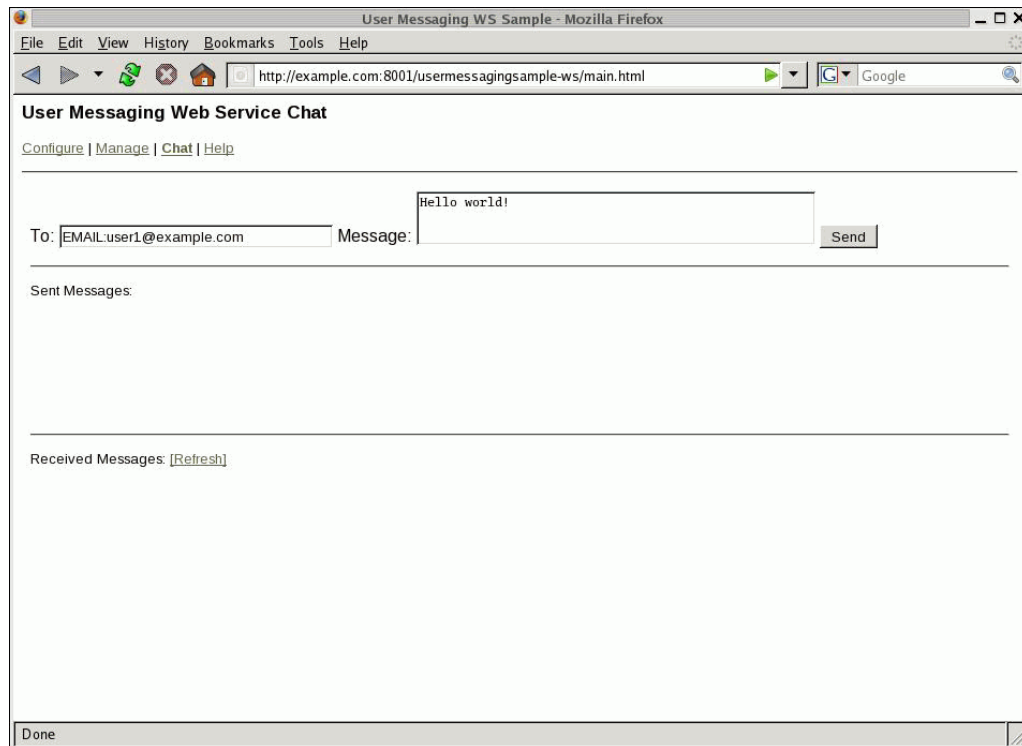 User Messaging WS Sample - Mozilla Firefox
File Edit View History Bookmarks Tools Help
http://example.com:8001/usermessagingsample-ws/main.html G Google
User Messaging Web Service Chat
Configure | Manage | Chat | Help
To: EMAIL:user1@example.com Message: Hello world! Send
Sent Messages:
Received Messages: [Refresh]
Done